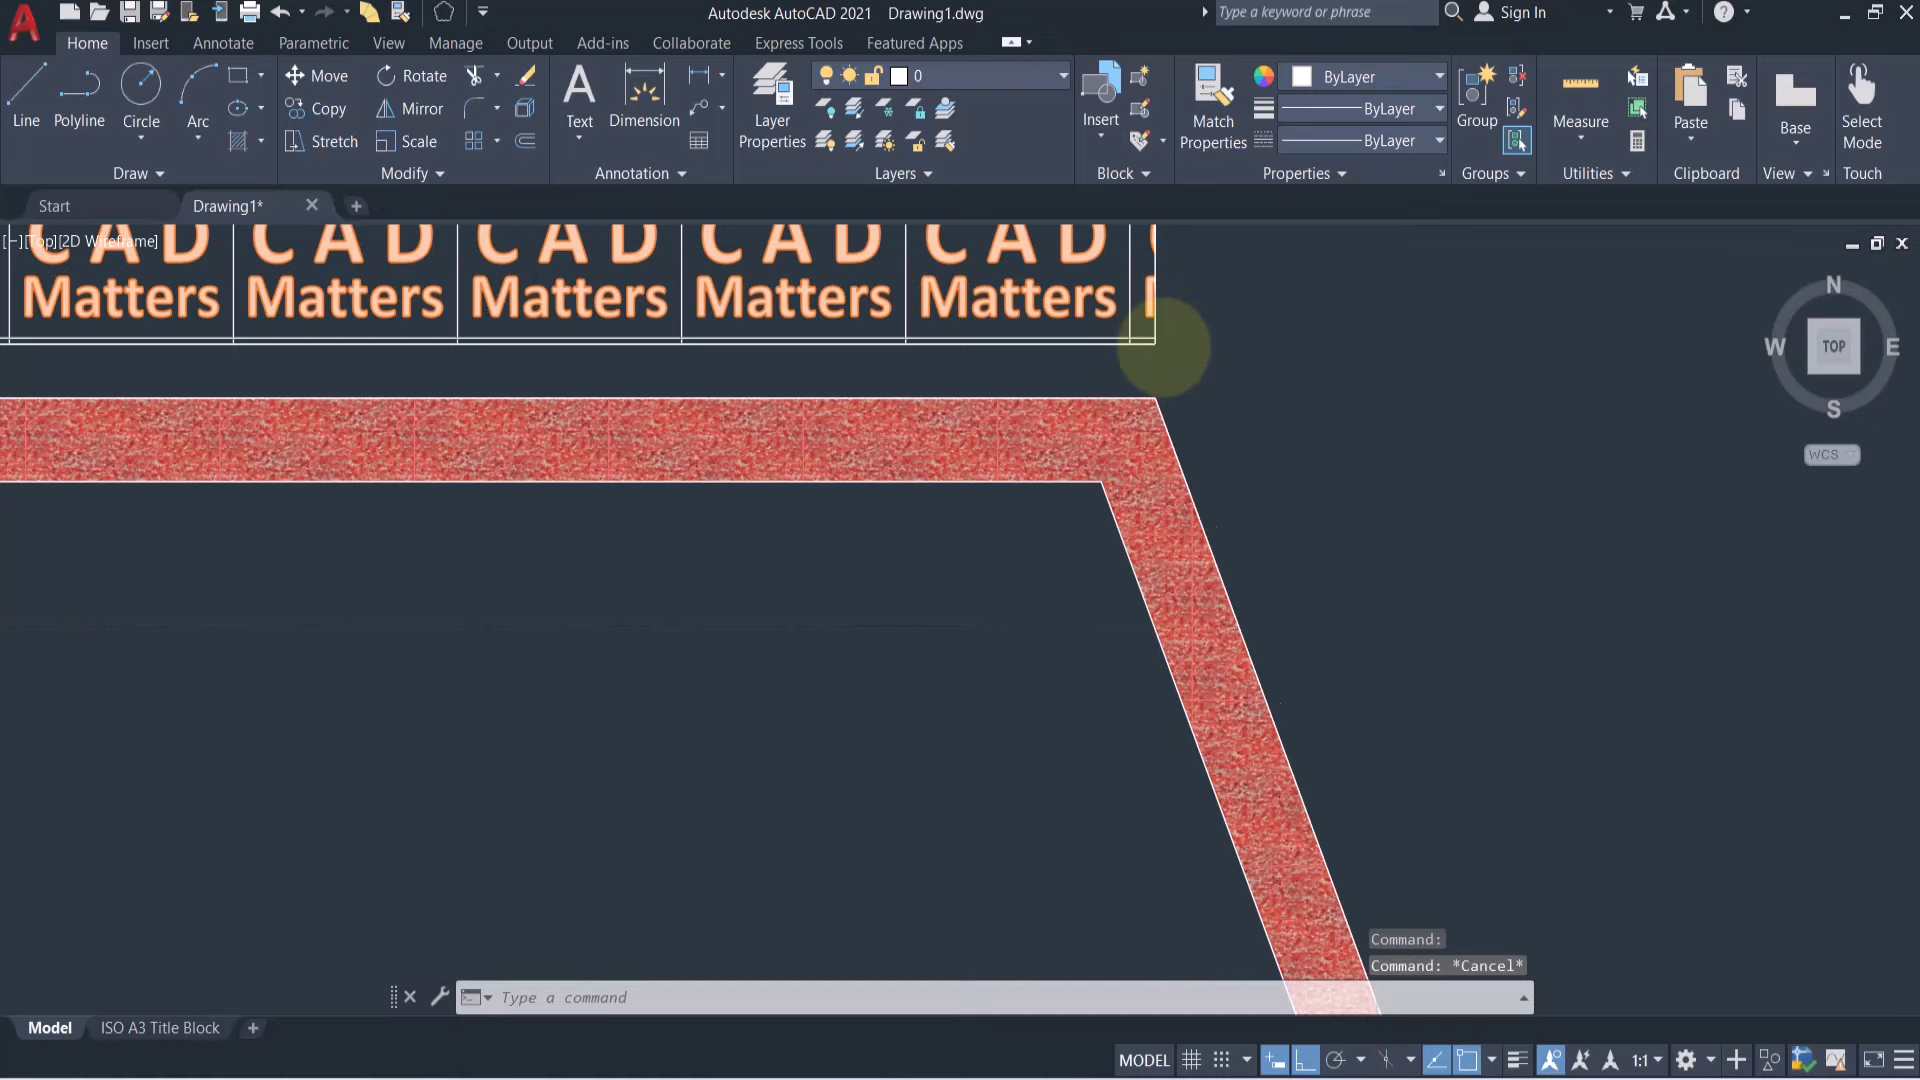 Autodesk AutoCAD 2021 Drawing1.dwg
Type a keyword or phrase
Sign In
Home Insert Annotate Parametric View Manage Output Add-ins Collaborate Express Tools Featured Apps
Line Polyline Circle Arc
Move Rotate
Copy Mirror
Stretch Scale
Text Dimension
Layer Properties
0
Insert
Match Properties
ByLayer
ByLayer
ByLayer
Group
Measure
Paste
Base
Select Mode
Draw Modify Annotation Layers Block Properties Groups Utilities Clipboard View Touch
Start Drawing1*
[−][Top][2D Wireframe]
CAD CAD CAD CAD CAD
Matters Matters Matters Matters Matters
N
W TOP E
S
WCS
Command:
Command: *Cancel*
Type a command
Model ISO A3 Title Block
MODEL 1:1